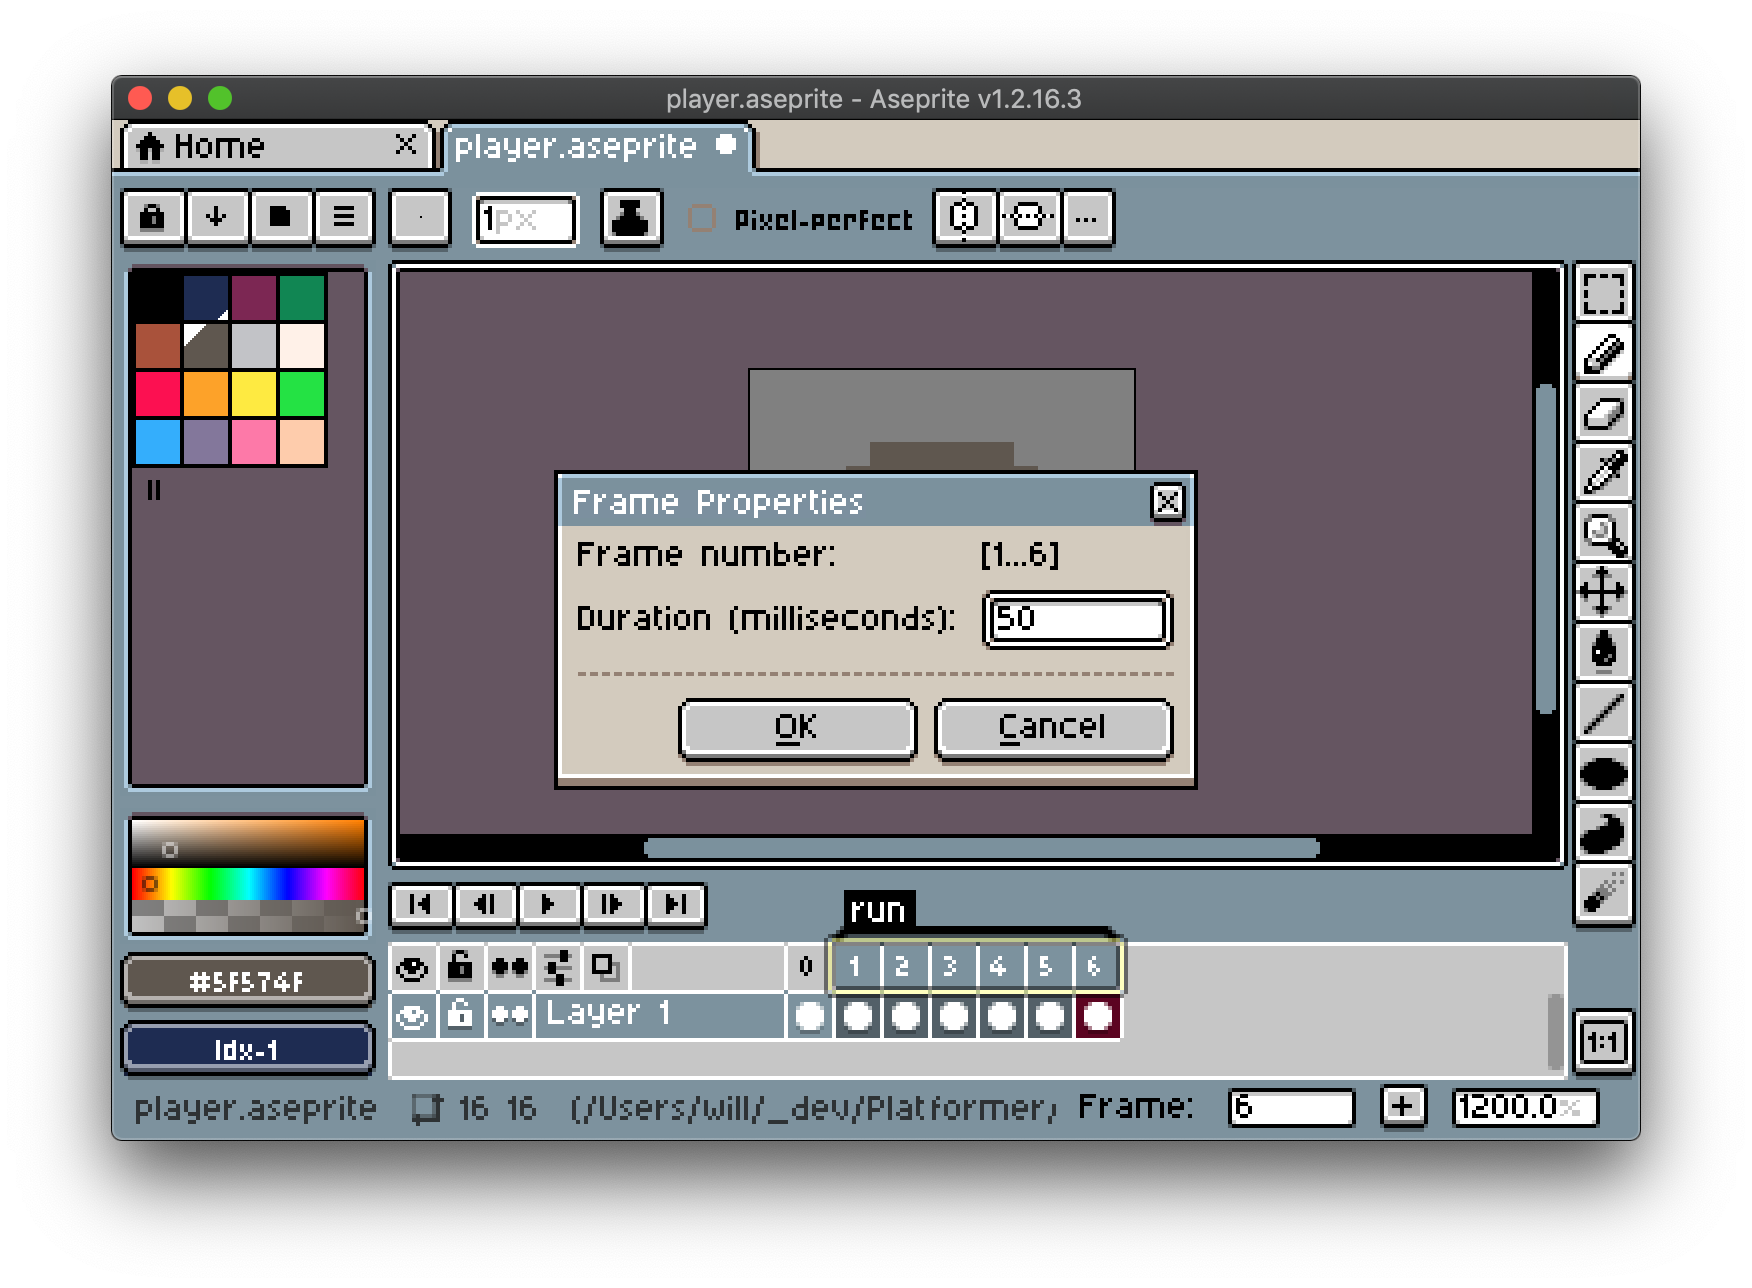 player.aseprite - Aseprite v1.2.16.3
Home
player.aseprite
1px
Pixel-perfect
...
Frame Properties
Frame number: [1...6]
Duration (milliseconds): 50
OK
Cancel
run
0 1 2 3 4 5 6
Layer 1
#5F574F
Idx-1
1:1
player.aseprite 16 16 (/Users/will/_dev/Platformer/ Frame: 6 + 1200.0%